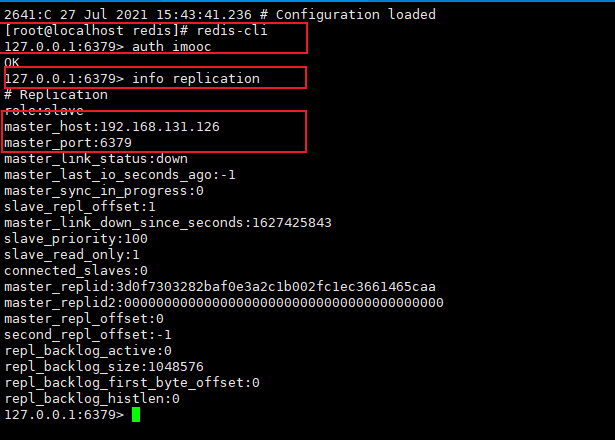 2641:C 27 Jul 2021 15:43:41.236 # Configuration loaded
[root@localhost redis]# redis-cli
127.0.0.1:6379> auth imooc
OK
127.0.0.1:6379> info replication
# Replication
role:slave
master_host:192.168.131.126
master_port:6379
master_link_status:down
master_last_io_seconds_ago:-1
master_sync_in_progress:0
slave_repl_offset:1
master_link_down_since_seconds:1627425843
slave_priority:100
slave_read_only:1
connected_slaves:0
master_replid:3d0f7303282baf0e3a2c1b002fc1ec3661465caa
master_replid2:0000000000000000000000000000000000000000
master_repl_offset:0
second_repl_offset:-1
repl_backlog_active:0
repl_backlog_size:1048576
repl_backlog_first_byte_offset:0
repl_backlog_histlen:0
127.0.0.1:6379>